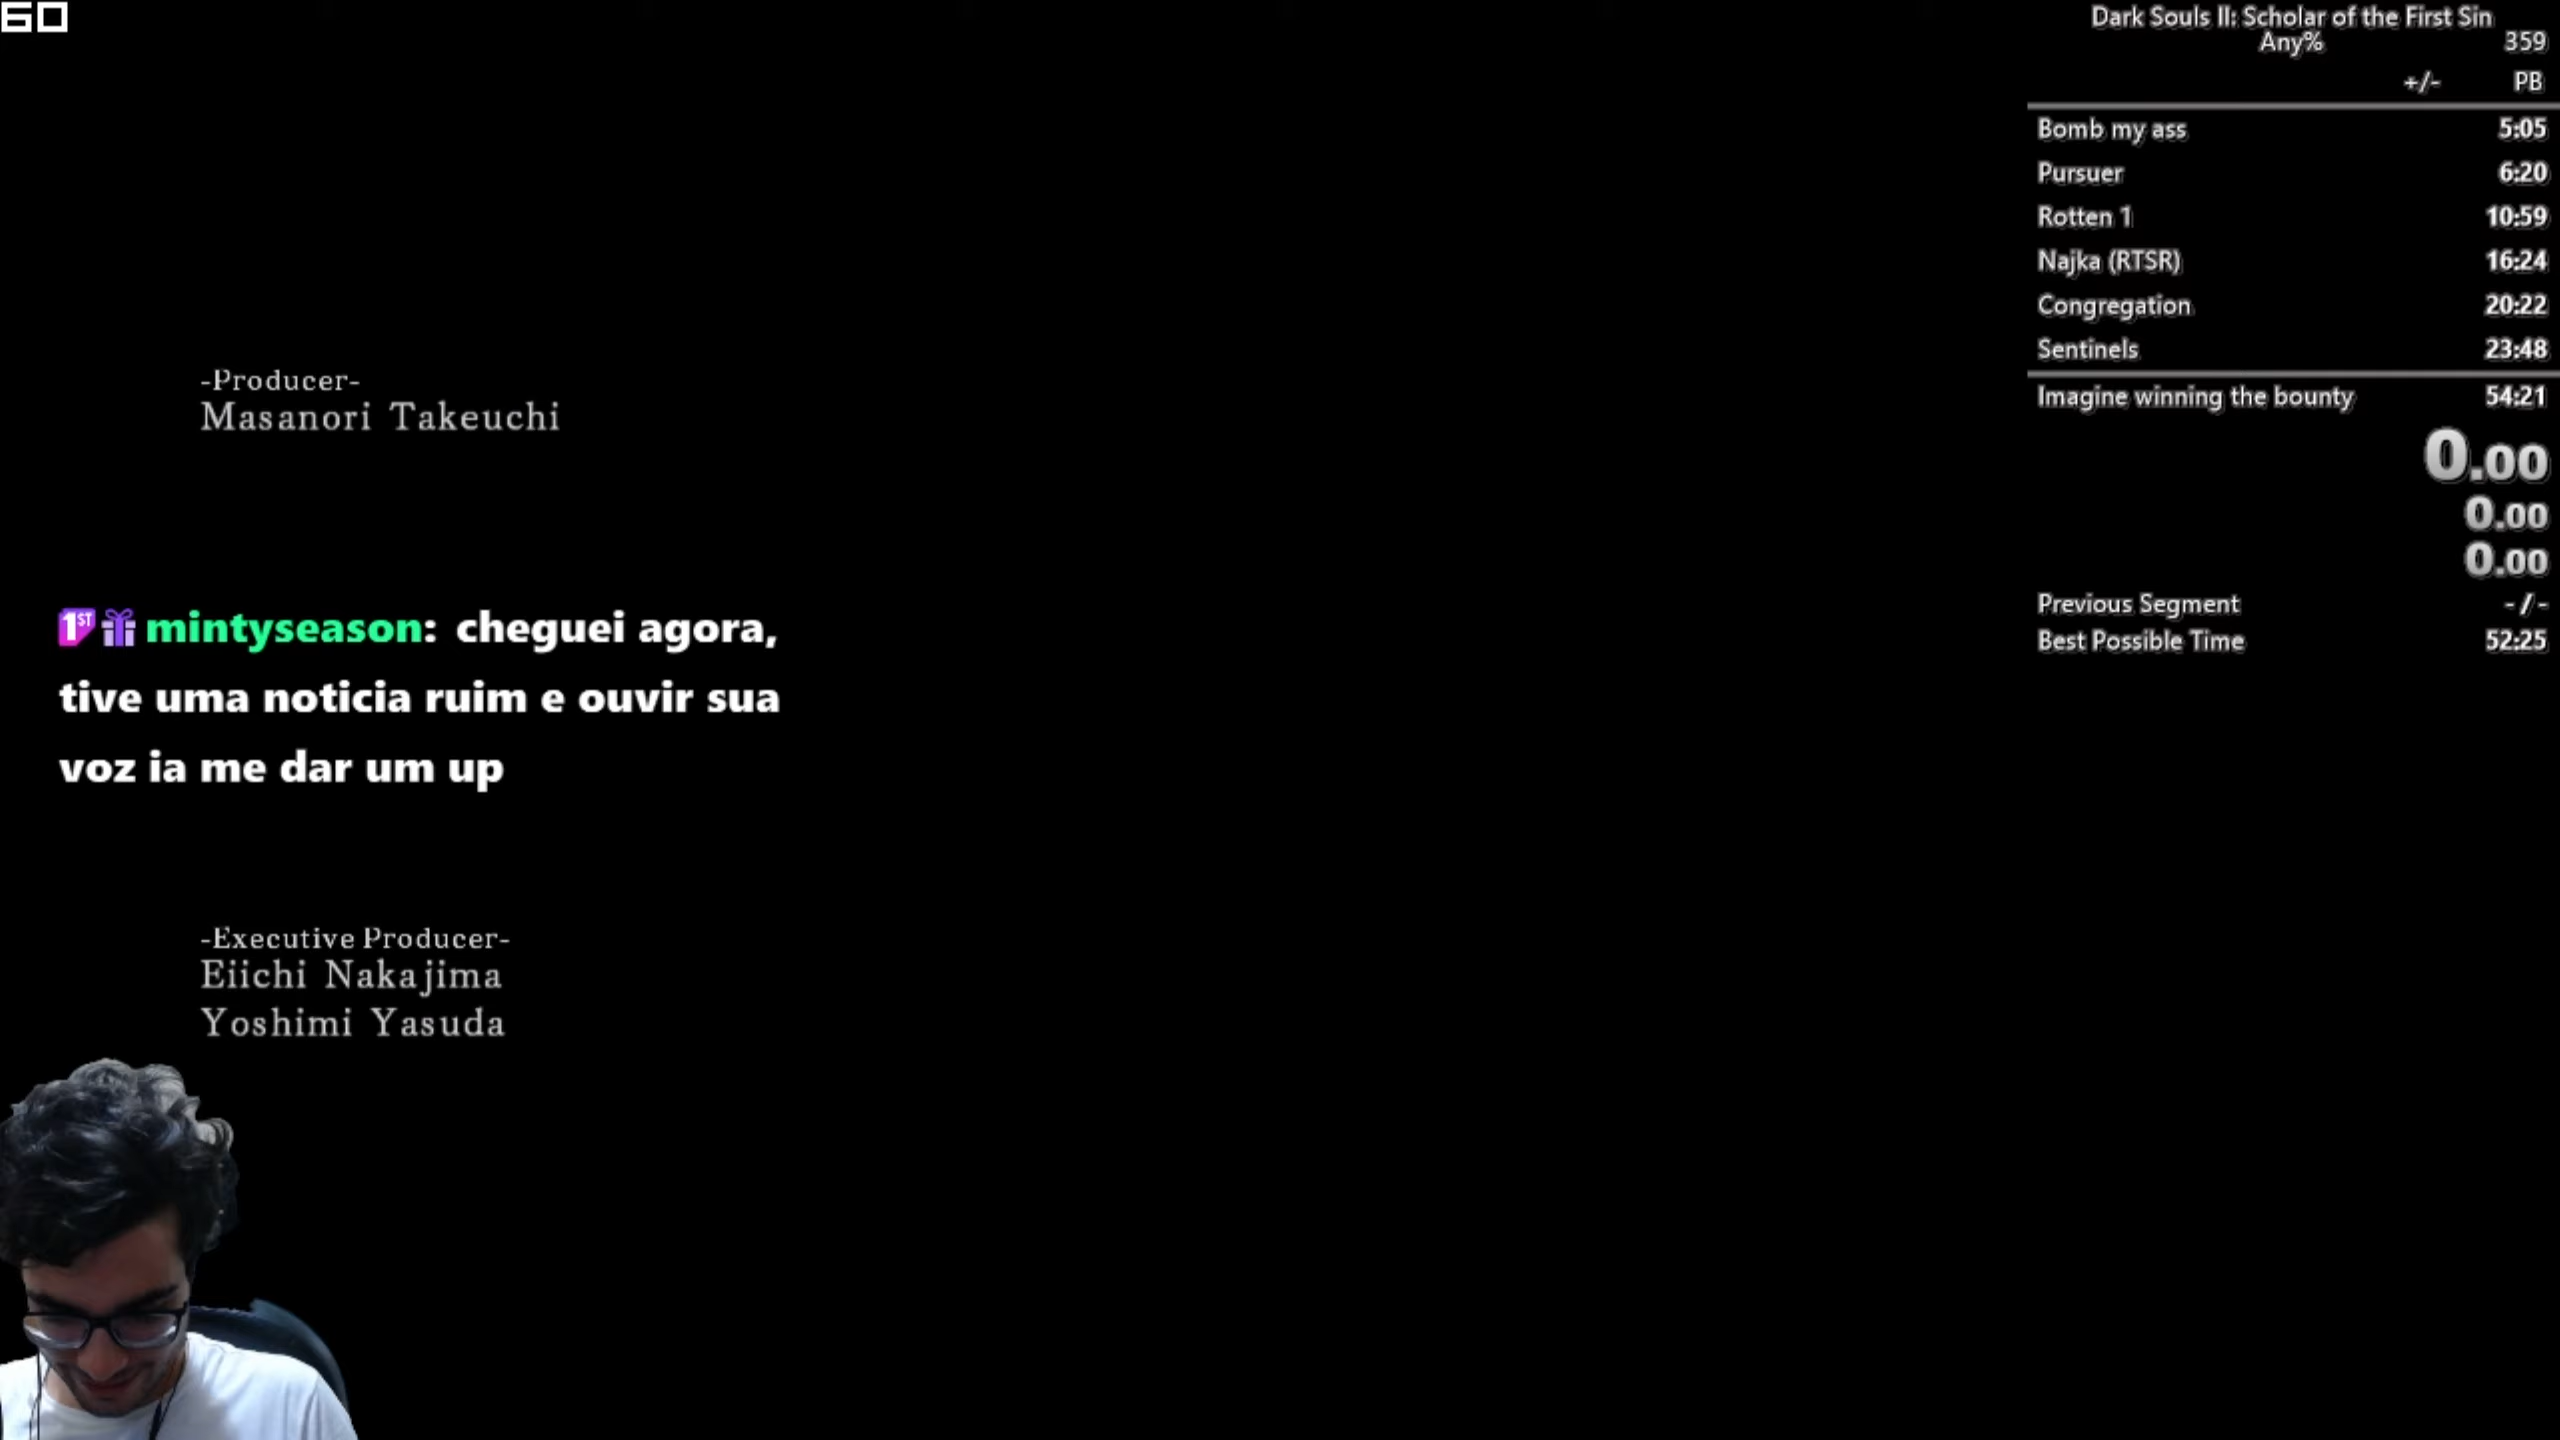 60
Dark Souls II: Scholar of the First Sin
Any% 359
+/- PB
Bomb my ass 5:05
Pursuer 6:20
Rotten 1 10:59
Najka (RTSR) 16:24
Congregation 20:22
Sentinels 23:48
Imagine winning the bounty 54:21
0.00
0.00
0.00
Previous Segment - / -
Best Possible Time 52:25
-Producer-
Masanori Takeuchi
1ST mintyseason: cheguei agora,
tive uma noticia ruim e ouvir sua
voz ia me dar um up
-Executive Producer-
Eiichi Nakajima
Yoshimi Yasuda